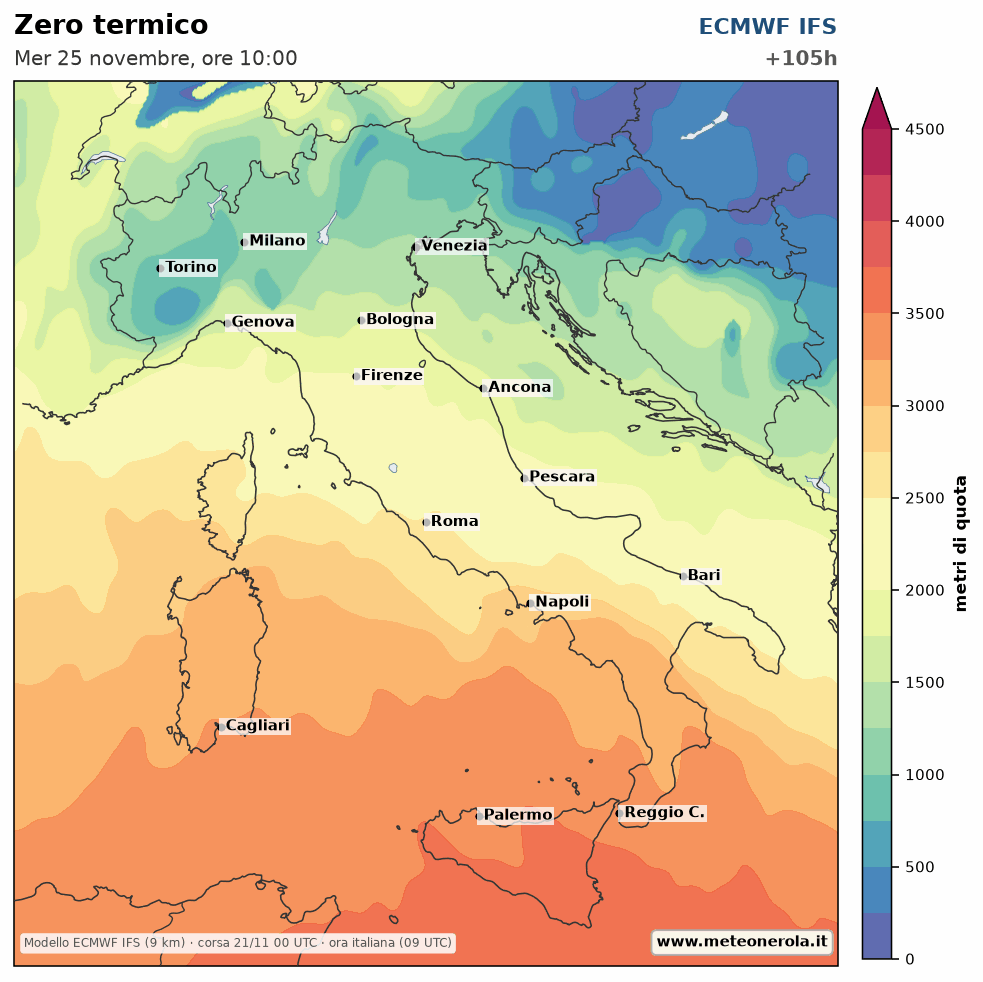 Zero termico
ECMWF IFS
Mer 25 novembre, ore 10:00
+105h
4500
4000
3500
3000
2500
2000
1500
1000
500
0
metri di quota
Milano
Venezia
Torino
Genova
Bologna
Firenze
Ancona
Pescara
Roma
Bari
Napoli
Cagliari
Palermo
Reggio C.
Modello ECMWF IFS (9 km) · corsa 21/11 00 UTC · ora italiana (09 UTC)
www.meteonerola.it